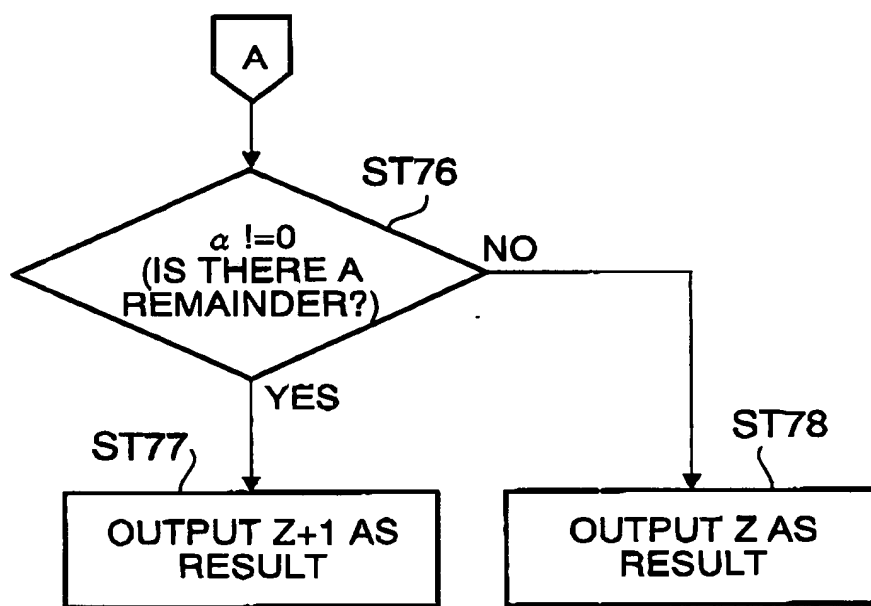 A
ST76
α !=0
(IS THERE A
REMAINDER?)
NO
YES
ST77
ST78
OUTPUT Z+1 AS
RESULT
OUTPUT Z AS
RESULT